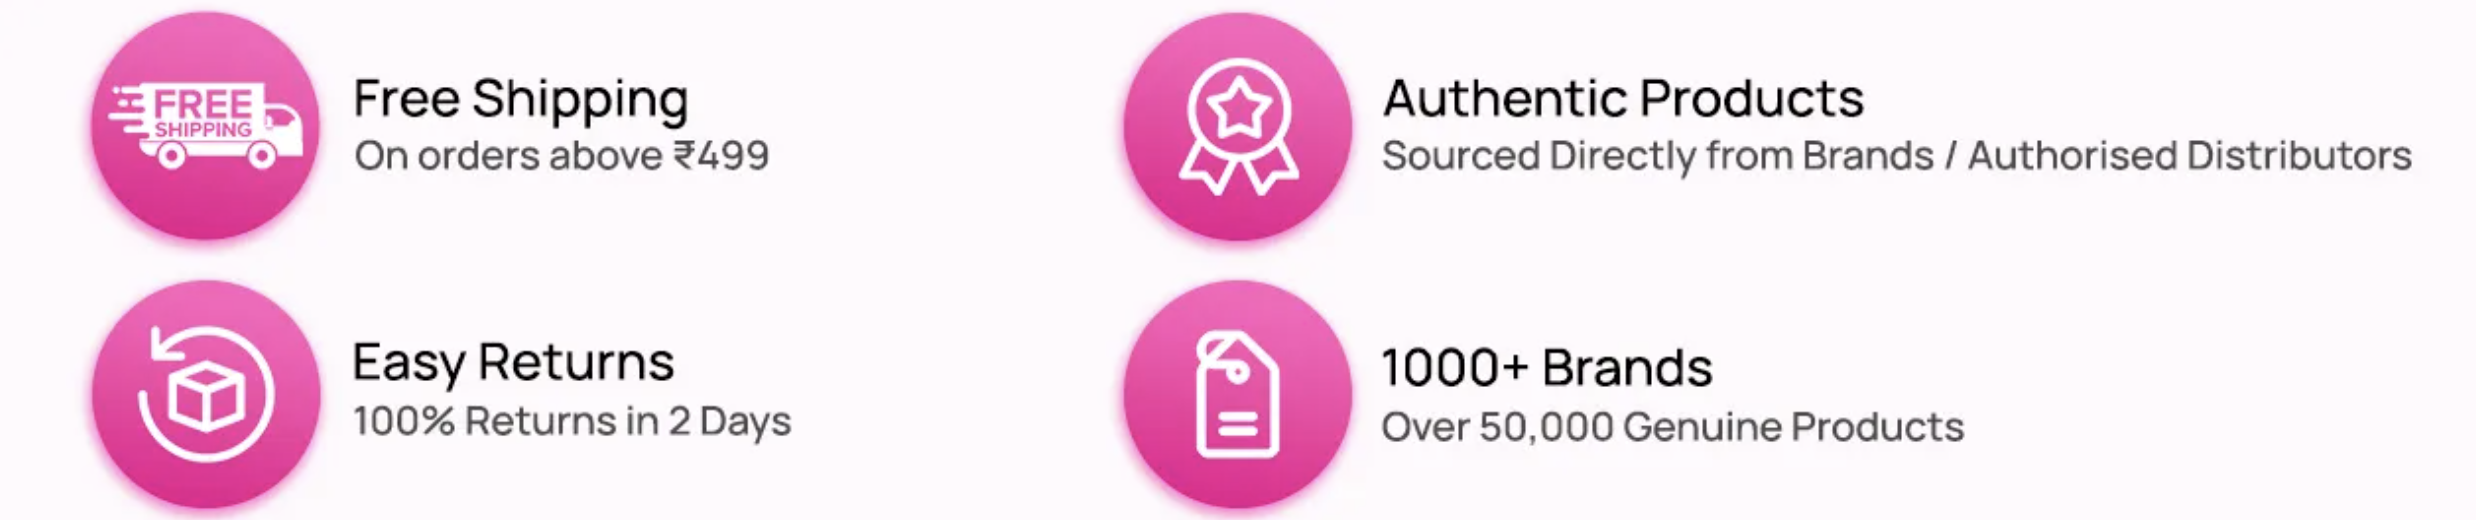 FREE
SHIPPING
Free Shipping
On orders above ₹499
Authentic Products
Sourced Directly from Brands / Authorised Distributors
Easy Returns
100% Returns in 2 Days
1000+ Brands
Over 50,000 Genuine Products